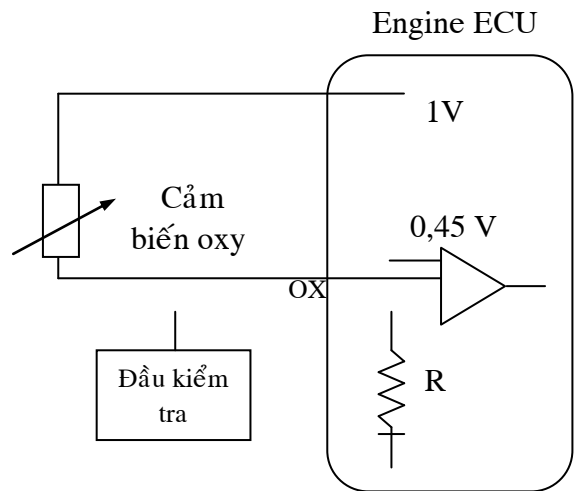 Engine ECU
1V
Cảm
biến oxy
0,45 V
OX
Đầu kiểm
tra
R